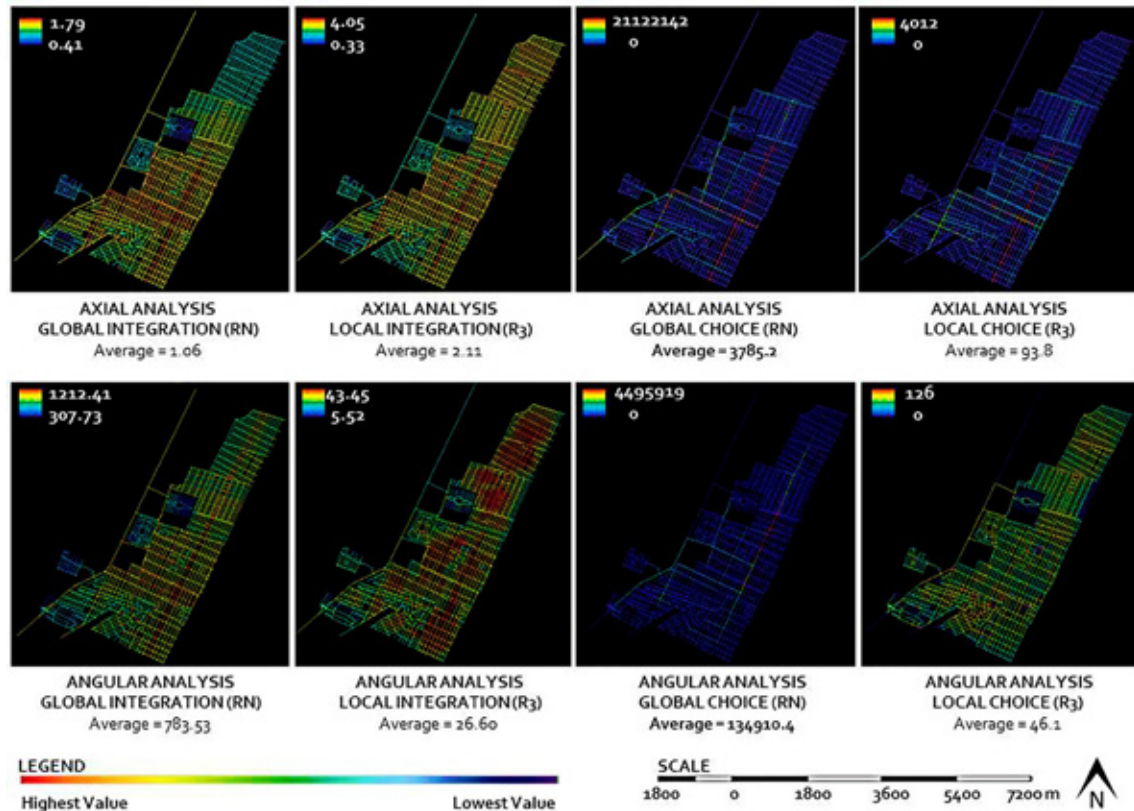 1.79
0.41
4.05
0.33
21122142
0
4012
0
AXIAL ANALYSIS
GLOBAL INTEGRATION (RN)
Average = 1.06
AXIAL ANALYSIS
LOCAL INTEGRATION (R3)
Average = 2.11
AXIAL ANALYSIS
GLOBAL CHOICE (RN)
Average = 3785.2
AXIAL ANALYSIS
LOCAL CHOICE (R3)
Average = 93.8
1212.41
307.73
43.45
5.52
4495919
0
126
0
ANGULAR ANALYSIS
GLOBAL INTEGRATION (RN)
Average = 783.53
ANGULAR ANALYSIS
LOCAL INTEGRATION (R3)
Average = 26.60
ANGULAR ANALYSIS
GLOBAL CHOICE (RN)
Average = 134910.4
ANGULAR ANALYSIS
LOCAL CHOICE (R3)
Average = 46.1
LEGEND
Highest Value Lowest Value
SCALE
1800 0 1800 3600 5400 7200 m
N